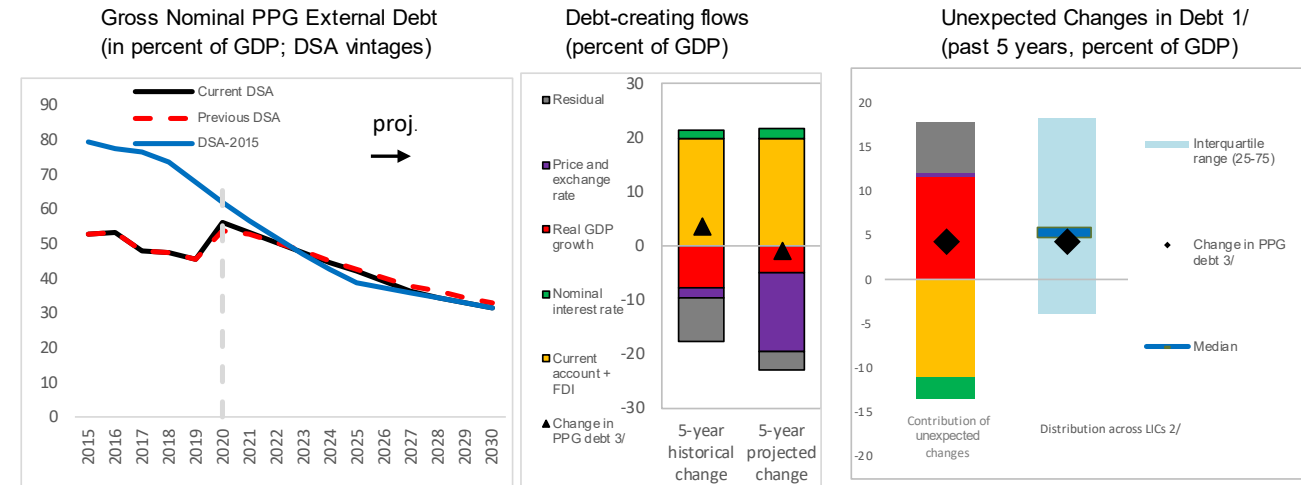 Gross Nominal PPG External Debt
(in percent of GDP; DSA vintages)
Current DSA
Previous DSA
DSA-2015
proj.
90
80
70
60
50
40
30
20
10
0
2015
2016
2017
2018
2019
2020
2021
2022
2023
2024
2025
2026
2027
2028
2029
2030
Debt-creating flows
(percent of GDP)
Residual
Price and
exchange
rate
Real GDP
growth
Nominal
interest rate
Current
account +
FDI
Change in
PPG debt 3/
30
20
10
0
-10
-20
-30
5-year
historical
change
5-year
projected
change
Unexpected Changes in Debt 1/
(past 5 years, percent of GDP)
20
15
10
5
0
-5
-10
-15
-20
Interquartile
range (25-75)
Change in PPG
debt 3/
Median
Contribution of
unexpected
changes
Distribution across LICs 2/